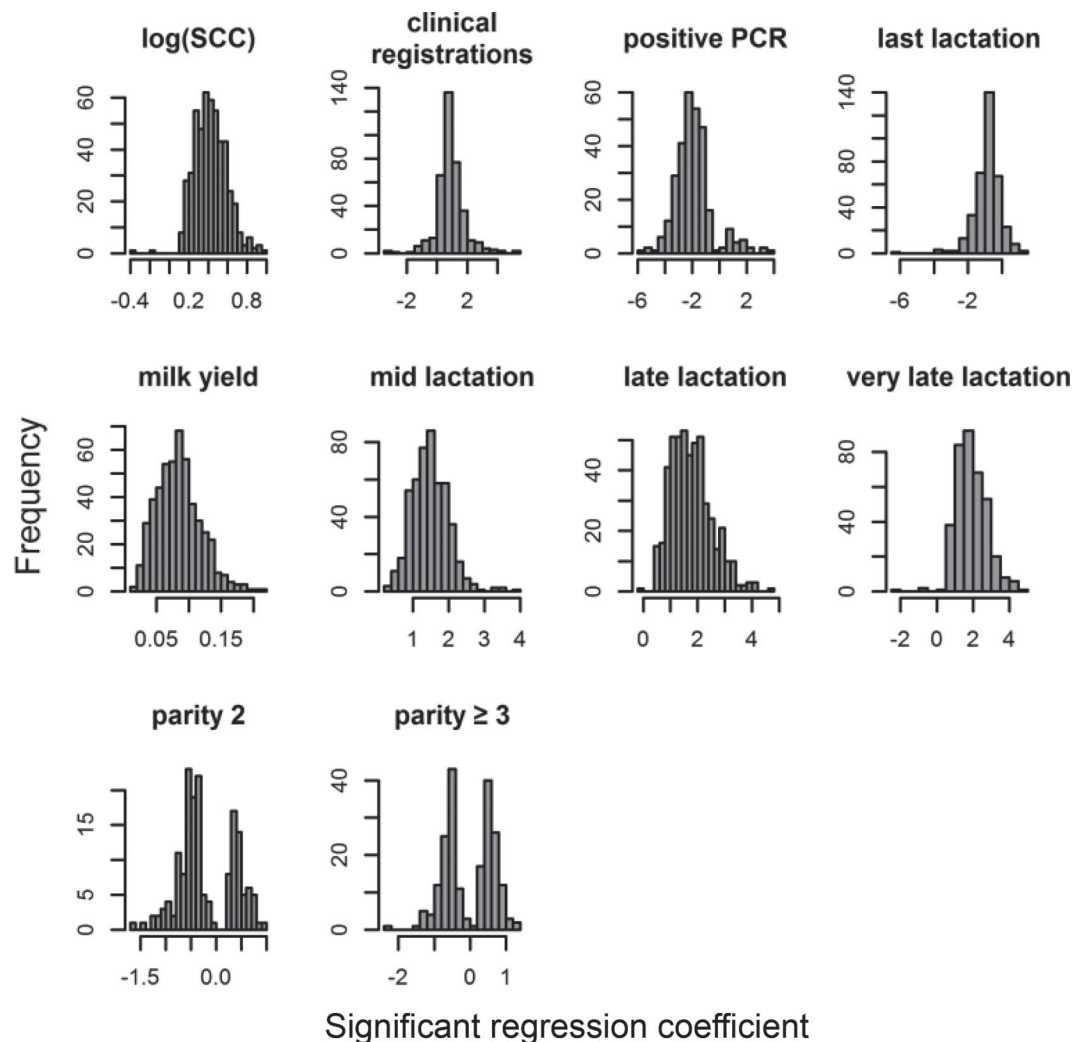 log(SCC)
clinical
registrations
positive PCR
last lactation
0 20 40 60
-0.4 0.2 0.8
0 40 80 140
-2 2
0 20 40 60
-6 -2 2
0 40 80 140
-6 -2
milk yield
mid lactation
late lactation
very late lactation
Frequency
0 20 40 60
0.05 0.15
0 40 80
1 2 3 4
0 20 40
0 2 4
0 40 80
-2 0 2 4
parity 2
parity ≥ 3
0 5 15
-1.5 0.0
0 20 40
-2 0 1
Significant regression coefficient